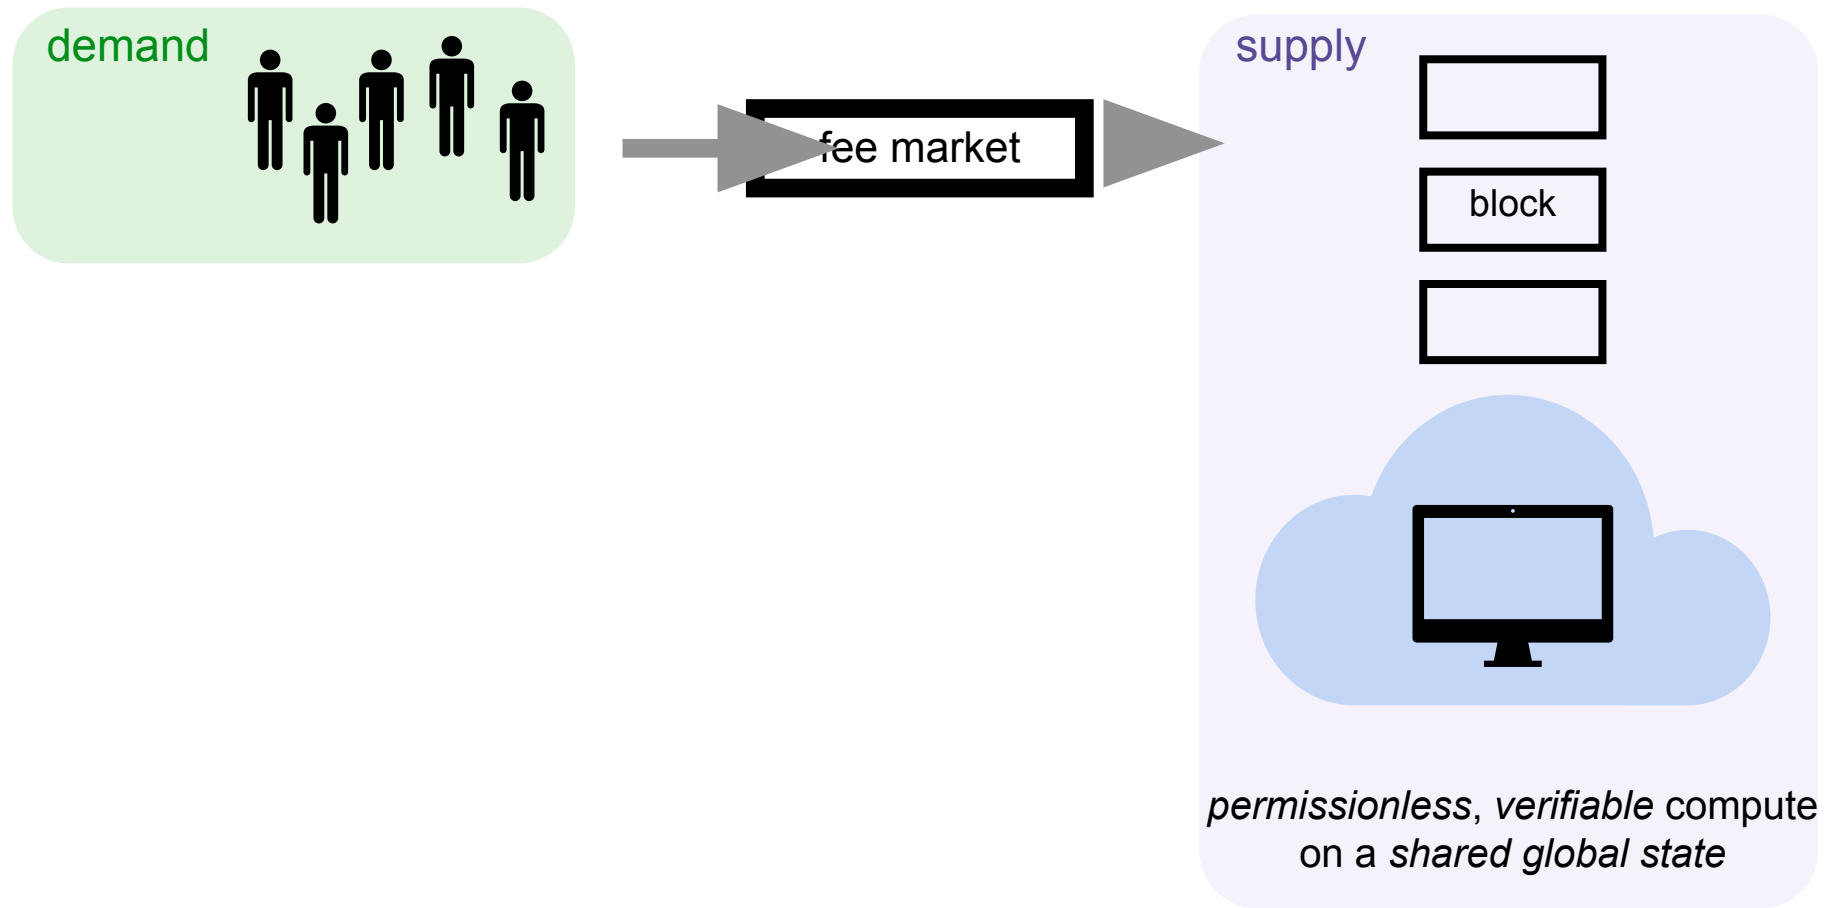 demand
fee market
supply
block
permissionless, verifiable compute
on a shared global state